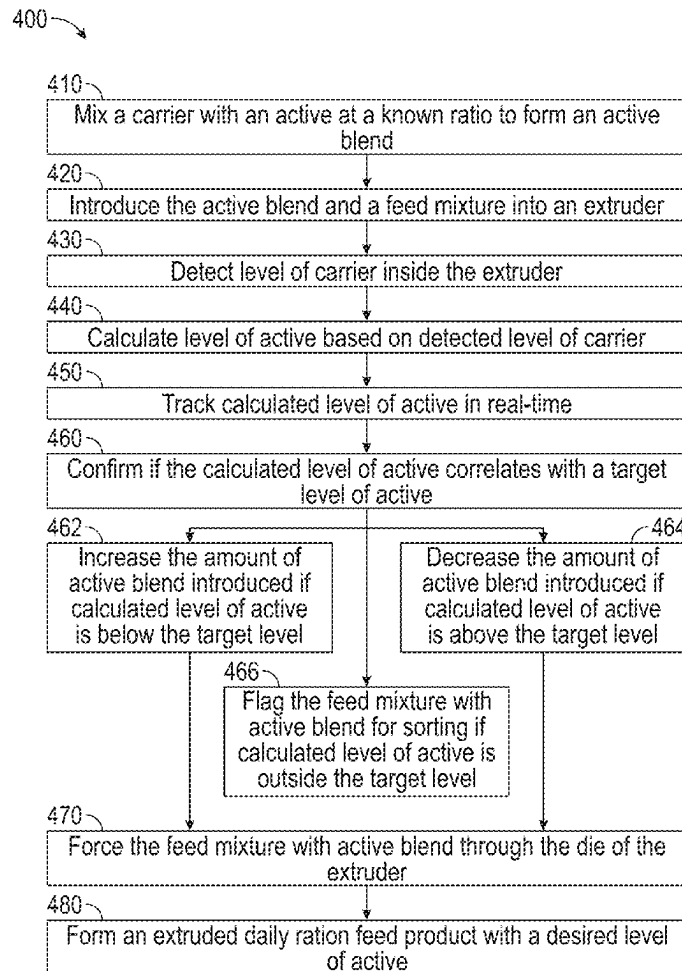 400
410
Mix a carrier with an active at a known ratio to form an active
blend
420
Introduce the active blend and a feed mixture into an extruder
430
Detect level of carrier inside the extruder
440
Calculate level of active based on detected level of carrier
450
Track calculated level of active in real-time
460
Confirm if the calculated level of active correlates with a target
level of active
462
Increase the amount of
active blend introduced if
calculated level of active
is below the target level
464
Decrease the amount of
active blend introduced if
calculated level of active
is above the target level
466
Flag the feed mixture with
active blend for sorting if
calculated level of active is
outside the target level
470
Force the feed mixture with active blend through the die of the
extruder
480
Form an extruded daily ration feed product with a desired level
of active